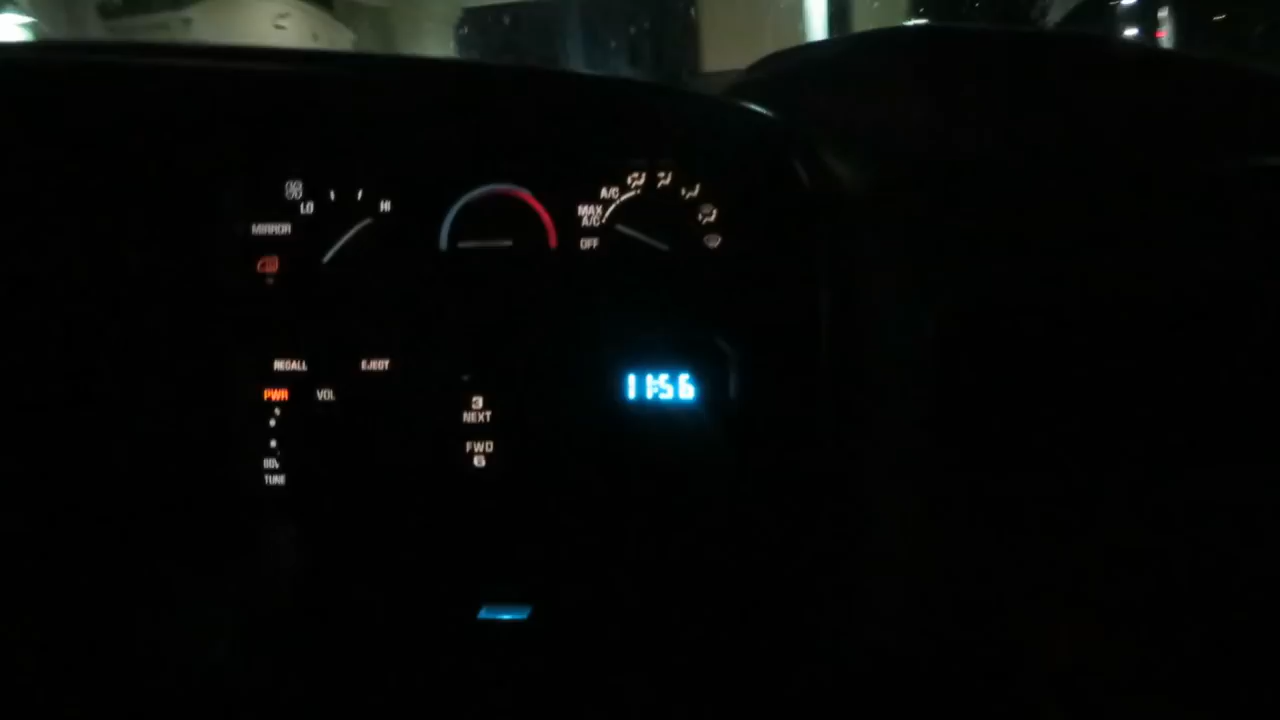 LO
HI
MIRROR
A/C
MAX
A/C
OFF
RECALL
EJECT
PWR
VOL
11:56
3
NEXT
FWD
6
TUNE